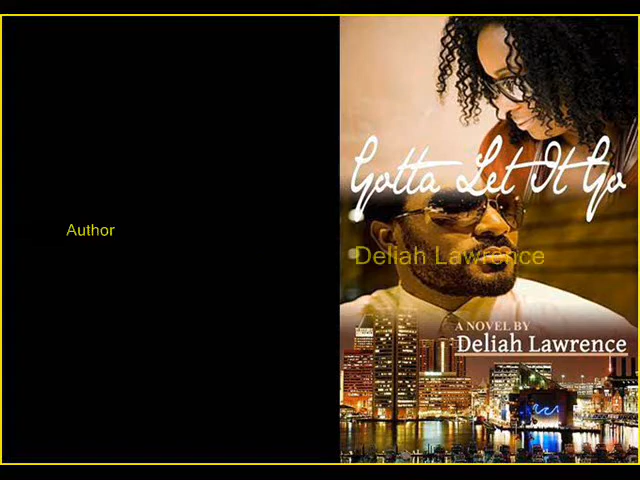 Author
Gotta Let It Go
Deliah Lawrence
A NOVEL BY
Deliah Lawrence